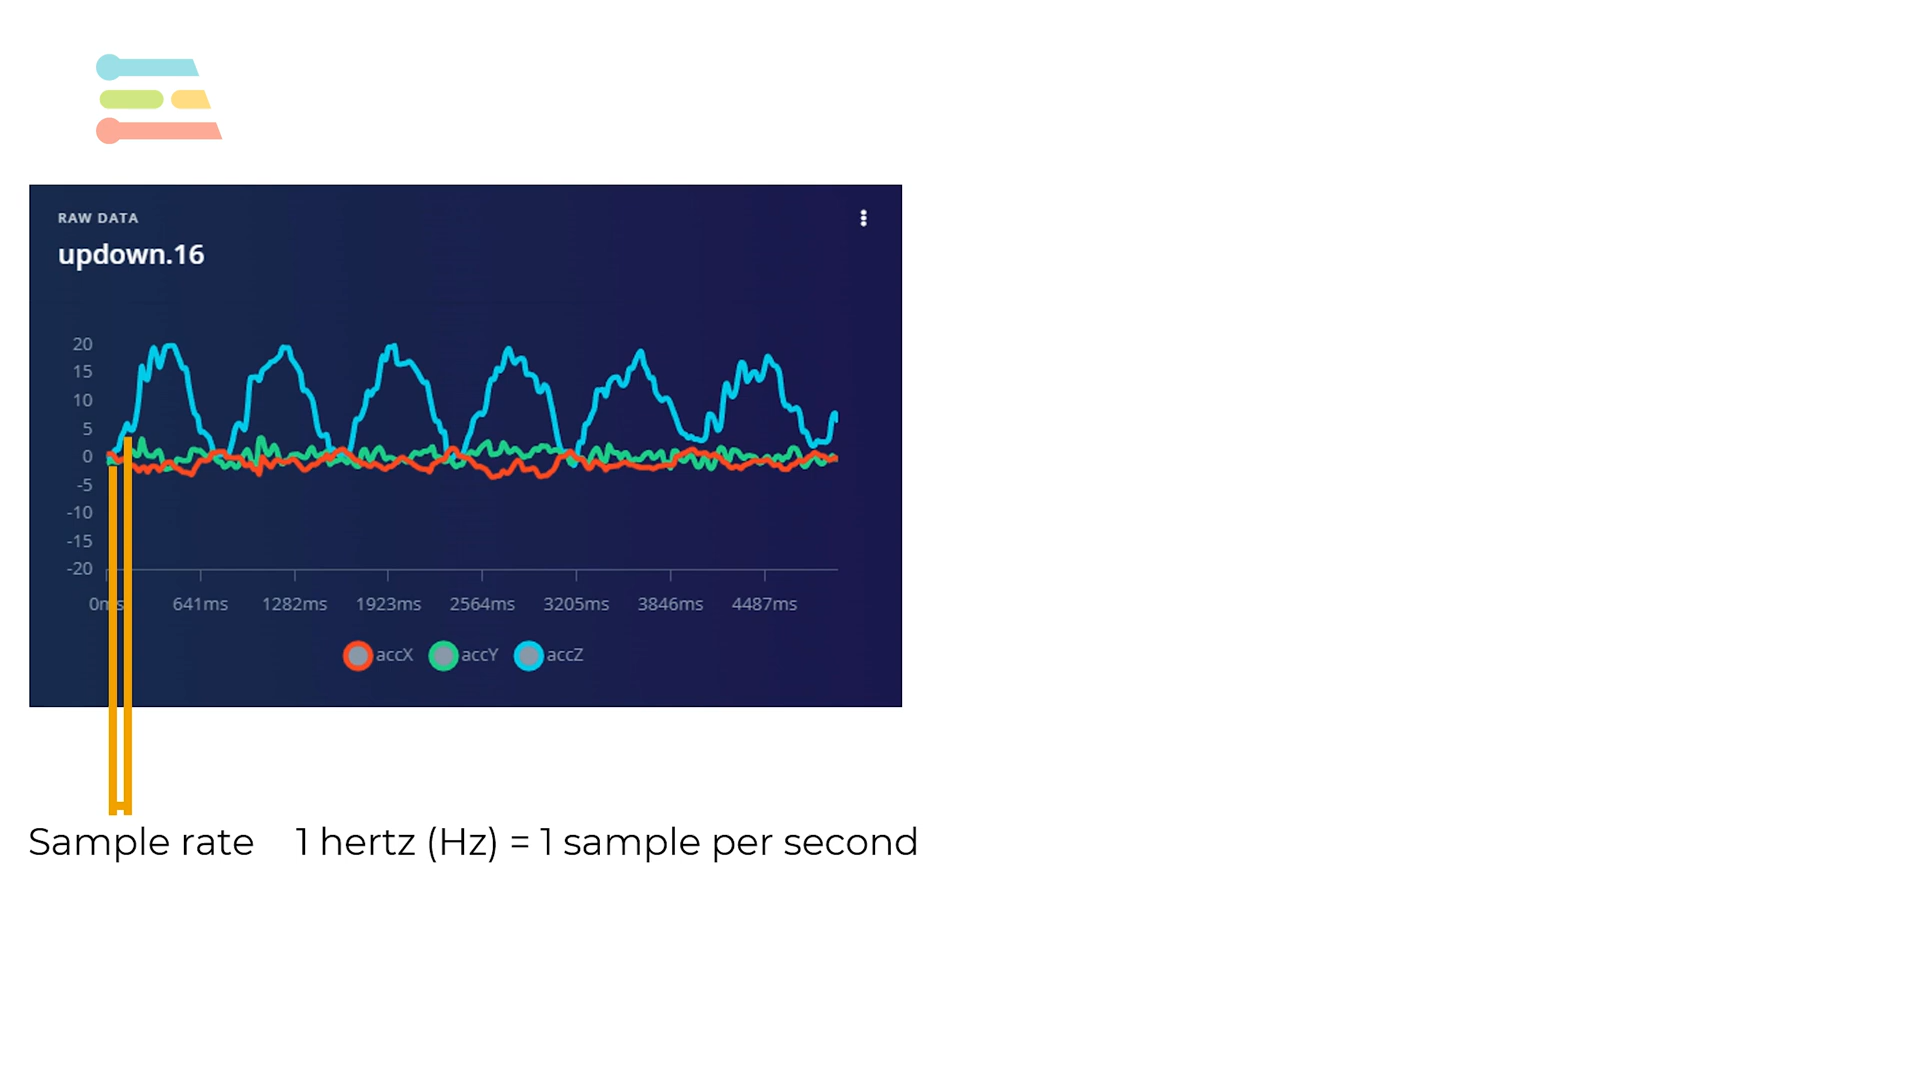 RAW DATA
updown.16
20
15
10
5
0
-5
-10
-15
-20
0ms 641ms 1282ms 1923ms 2564ms 3205ms 3846ms 4487ms
accX accY accZ
Sample rate 1 hertz (Hz) = 1 sample per second